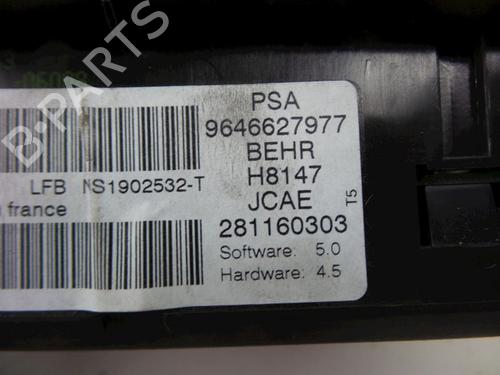 PSA
9646627977
BEHR
H8147
JCAE
281160303
Software: 5.0
Hardware: 4.5
T5
LFB NS1902532-T
france
B-PARTS